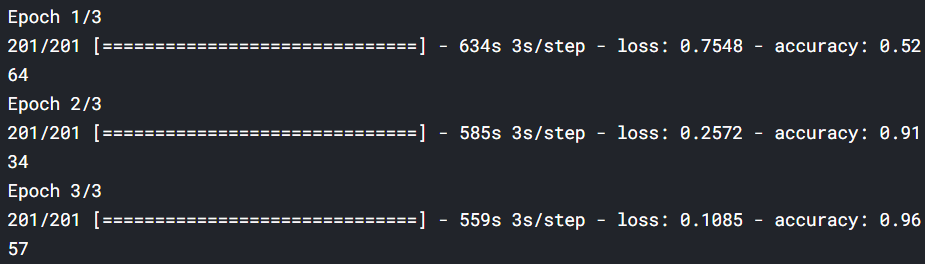 Epoch 1/3
201/201 [==============================] - 634s 3s/step - loss: 0.7548 - accuracy: 0.52
64
Epoch 2/3
201/201 [==============================] - 585s 3s/step - loss: 0.2572 - accuracy: 0.91
34
Epoch 3/3
201/201 [==============================] - 559s 3s/step - loss: 0.1085 - accuracy: 0.96
57